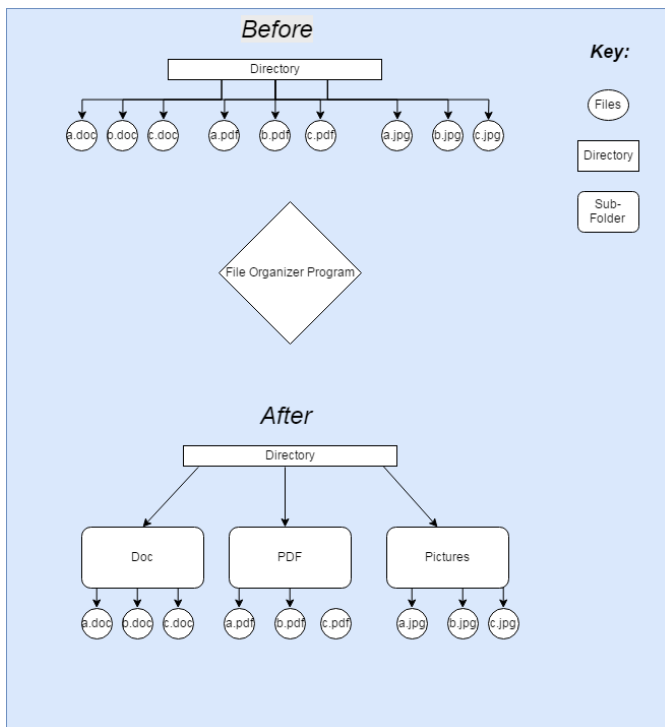 Before
Key:
Directory
Files
a.doc b.doc c.doc a.pdf b.pdf c.pdf a.jpg b.jpg c.jpg
Directory
Sub-
Folder
File Organizer Program
After
Directory
Doc PDF Pictures
a.doc b.doc c.doc a.pdf b.pdf c.pdf a.jpg b.jpg c.jpg